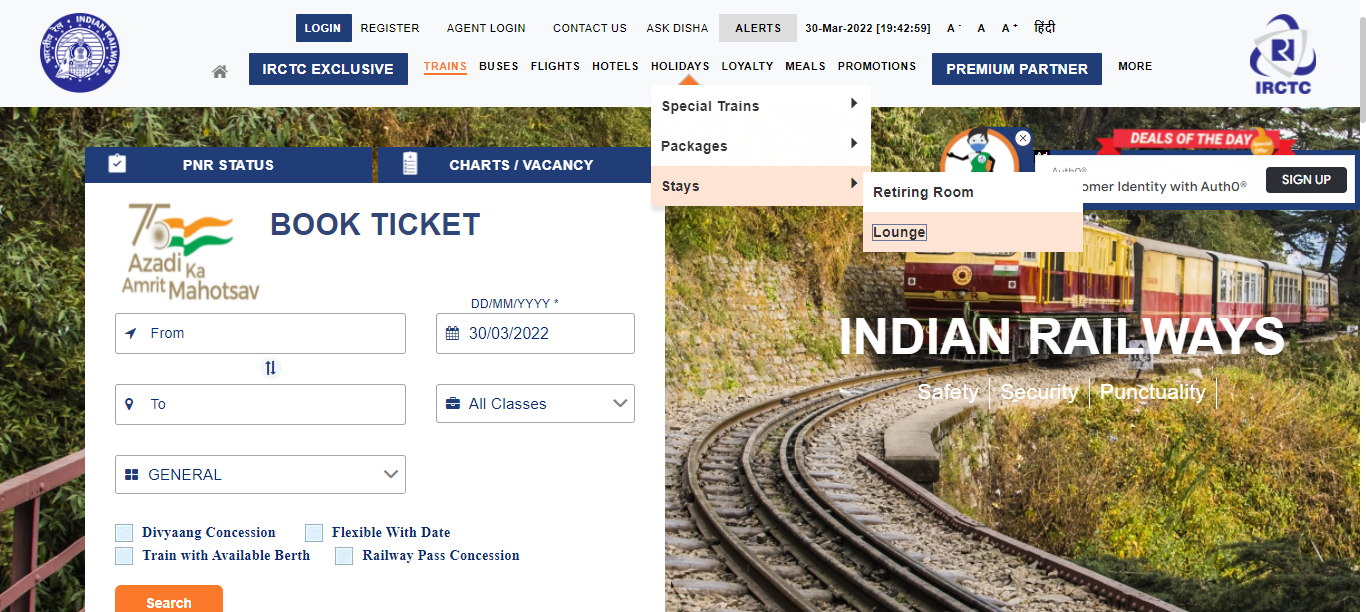 LOGIN REGISTER AGENT LOGIN CONTACT US ASK DISHA ALERTS 30-Mar-2022 [19:42:59] A - A A + हिंदी
INDIAN RAILWAYS
भारतीय रेल
IRCTC EXCLUSIVE TRAINS BUSES FLIGHTS HOTELS HOLIDAYS LOYALTY MEALS PROMOTIONS PREMIUM PARTNER MORE
IRCTC
Special Trains
Packages
Stays
Retiring Room
Lounge
DEALS OF THE DAY
Special Offer
Ad
Auth0®
omer Identity with Auth0®
SIGN UP
PNR STATUS
CHARTS / VACANCY
75
Azadi Ka
Amrit Mahotsav
BOOK TICKET
DD/MM/YYYY *
From
30/03/2022
To
All Classes
GENERAL
Divyaang Concession
Flexible With Date
Train with Available Berth
Railway Pass Concession
Search
INDIAN RAILWAYS
Safety
Security
Punctuality